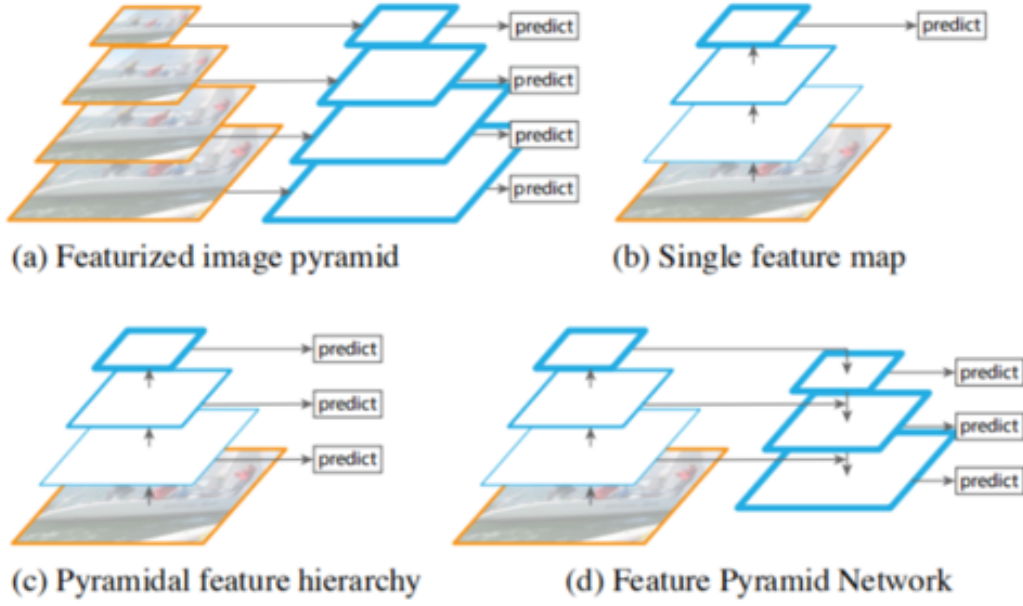 predict
predict
predict
predict
predict
(a) Featurized image pyramid
(b) Single feature map
predict
predict
predict
predict
predict
predict
(c) Pyramidal feature hierarchy
(d) Feature Pyramid Network